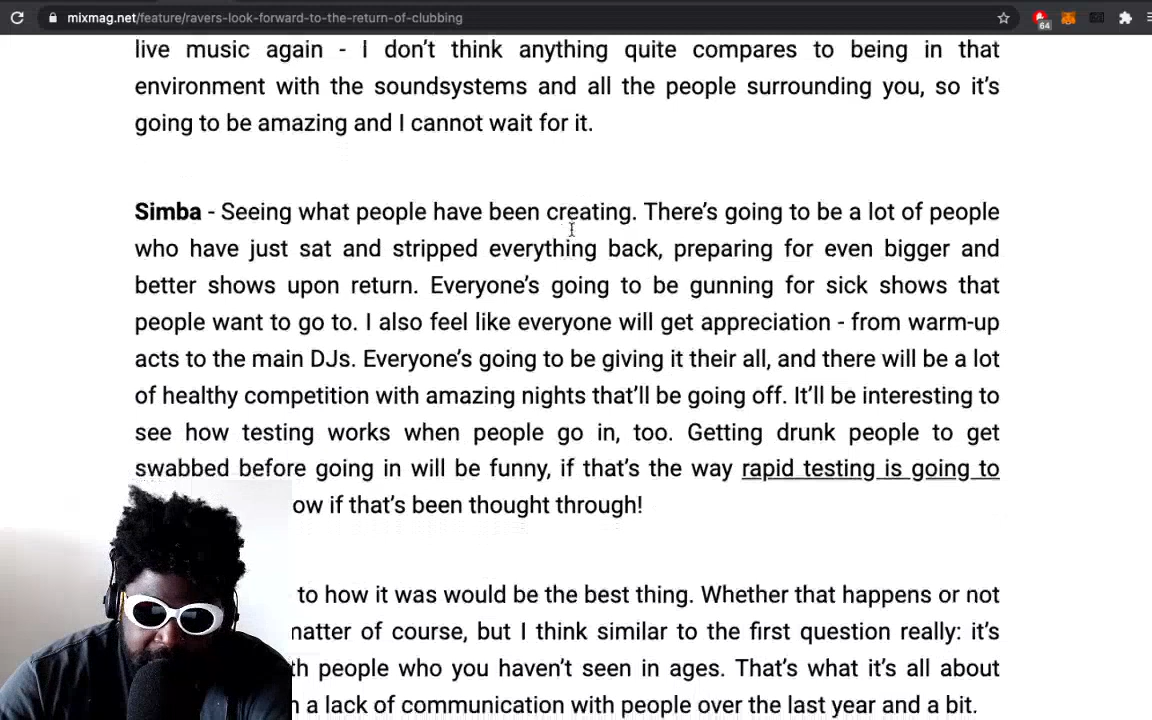 mixmag.net/feature/ravers-look-forward-to-the-return-of-clubbing
64
live music again - I don't think anything quite compares to being in that
environment with the soundsystems and all the people surrounding you, so it's
going to be amazing and I cannot wait for it.
Simba - Seeing what people have been creating. There's going to be a lot of people
who have just sat and stripped everything back, preparing for even bigger and
better shows upon return. Everyone's going to be gunning for sick shows that
people want to go to. I also feel like everyone will get appreciation - from warm-up
acts to the main DJs. Everyone's going to be giving it their all, and there will be a lot
of healthy competition with amazing nights that'll be going off. It'll be interesting to
see how testing works when people go in, too. Getting drunk people to get
swabbed before going in will be funny, if that's the way rapid testing is going to
ow if that's been thought through!
to how it was would be the best thing. Whether that happens or not
matter of course, but I think similar to the first question really: it's
th people who you haven't seen in ages. That's what it's all about
a lack of communication with people over the last year and a bit.